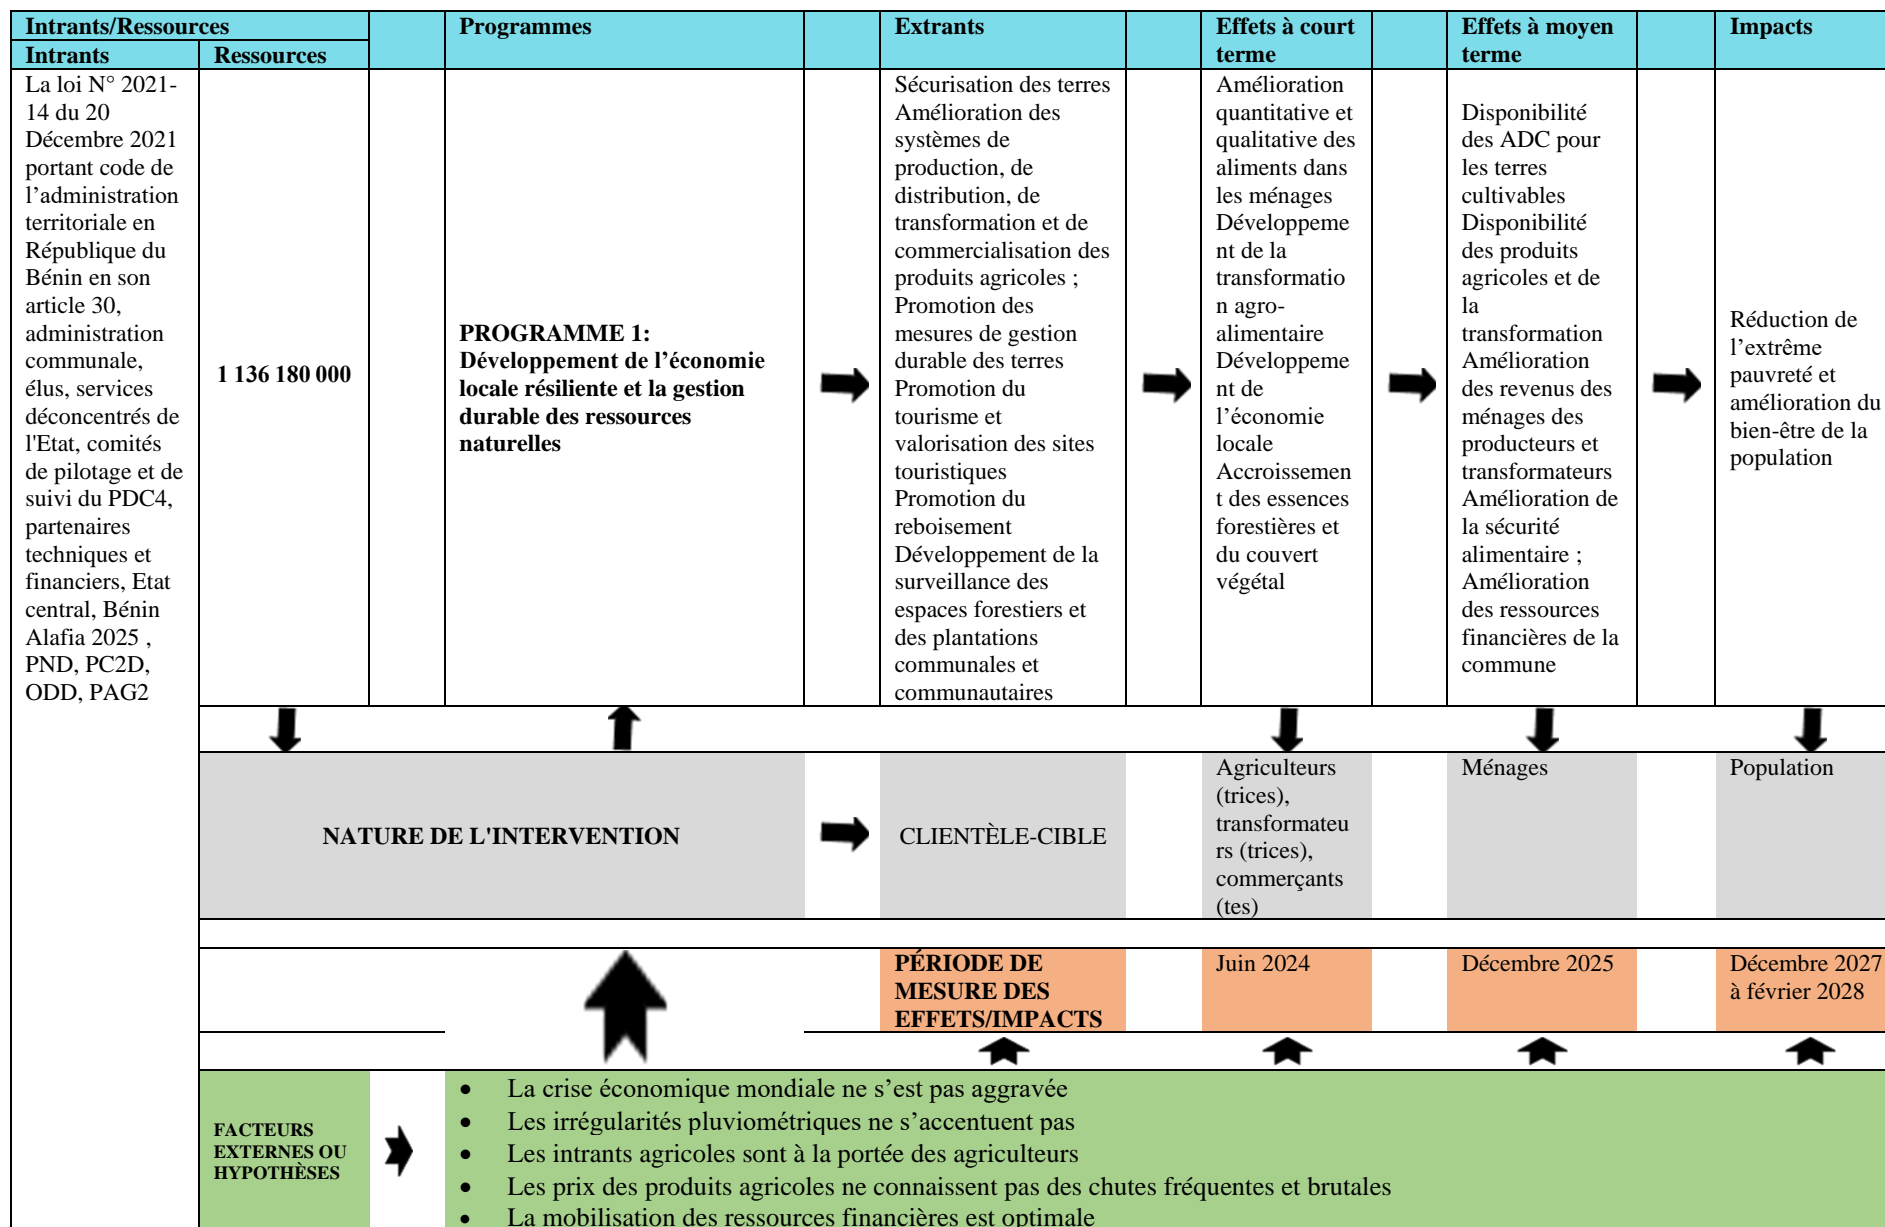 Intrants/Ressources
Programmes
Extrants
Effets à court
terme
Effets à moyen
terme
Impacts
Intrants
Ressources
La loi N° 2021-
14 du 20
Décembre 2021
portant code de
l’administration
territoriale en
République du
Bénin en son
article 30,
administration
communale,
élus, services
déconcentrés de
l'Etat, comités
de pilotage et de
suivi du PDC4,
partenaires
techniques et
financiers, Etat
central, Bénin
Alafia 2025 ,
PND, PC2D,
ODD, PAG2
1 136 180 000
PROGRAMME 1:
Développement de l’économie
locale résiliente et la gestion
durable des ressources
naturelles
Sécurisation des terres
Amélioration des
systèmes de
production, de
distribution, de
transformation et de
commercialisation des
produits agricoles ;
Promotion des
mesures de gestion
durable des terres
Promotion du
tourisme et
valorisation des sites
touristiques
Promotion du
reboisement
Développement de la
surveillance des
espaces forestiers et
des plantations
communales et
communautaires
Amélioration
quantitative et
qualitative des
aliments dans
les ménages
Développeme
nt de la
transformatio
n agro-
alimentaire
Développeme
nt de
l’économie
locale
Accroissemen
t des essences
forestières et
du couvert
végétal
Disponibilité
des ADC pour
les terres
cultivables
Disponibilité
des produits
agricoles et de
la
transformation
Amélioration
des revenus des
ménages des
producteurs et
transformateurs
Amélioration de
la sécurité
alimentaire ;
Amélioration
des ressources
financières de la
commune
Réduction de
l’extrême
pauvreté et
amélioration du
bien-être de la
population
NATURE DE L'INTERVENTION
CLIENTÈLE-CIBLE
Agriculteurs
(trices),
transformateu
rs (trices),
commerçants
(tes)
Ménages
Population
PÉRIODE DE
MESURE DES
EFFETS/IMPACTS
Juin 2024
Décembre 2025
Décembre 2027
à février 2028
FACTEURS
EXTERNES OU
HYPOTHÈSES
• La crise économique mondiale ne s’est pas aggravée
• Les irrégularités pluviométriques ne s’accentuent pas
• Les intrants agricoles sont à la portée des agriculteurs
• Les prix des produits agricoles ne connaissent pas des chutes fréquentes et brutales
• La mobilisation des ressources financières est optimale